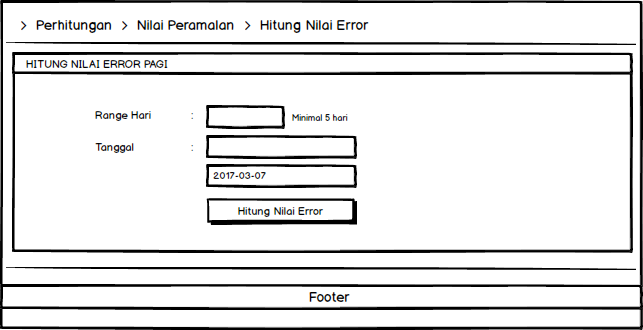 > Perhitungan > Nilai Peramalan > Hitung Nilai Error
HITUNG NILAI ERROR PAGI
Range Hari : Minimal 5 hari
Tanggal :
2017-03-07
Hitung Nilai Error
Footer